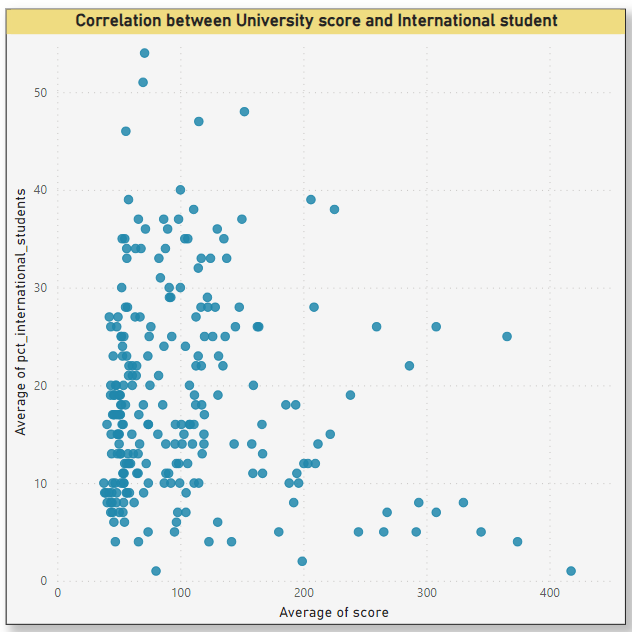 Correlation between University score and International student
Average of pct_international_students
50
40
30
20
10
0
0 100 200 300 400
Average of score